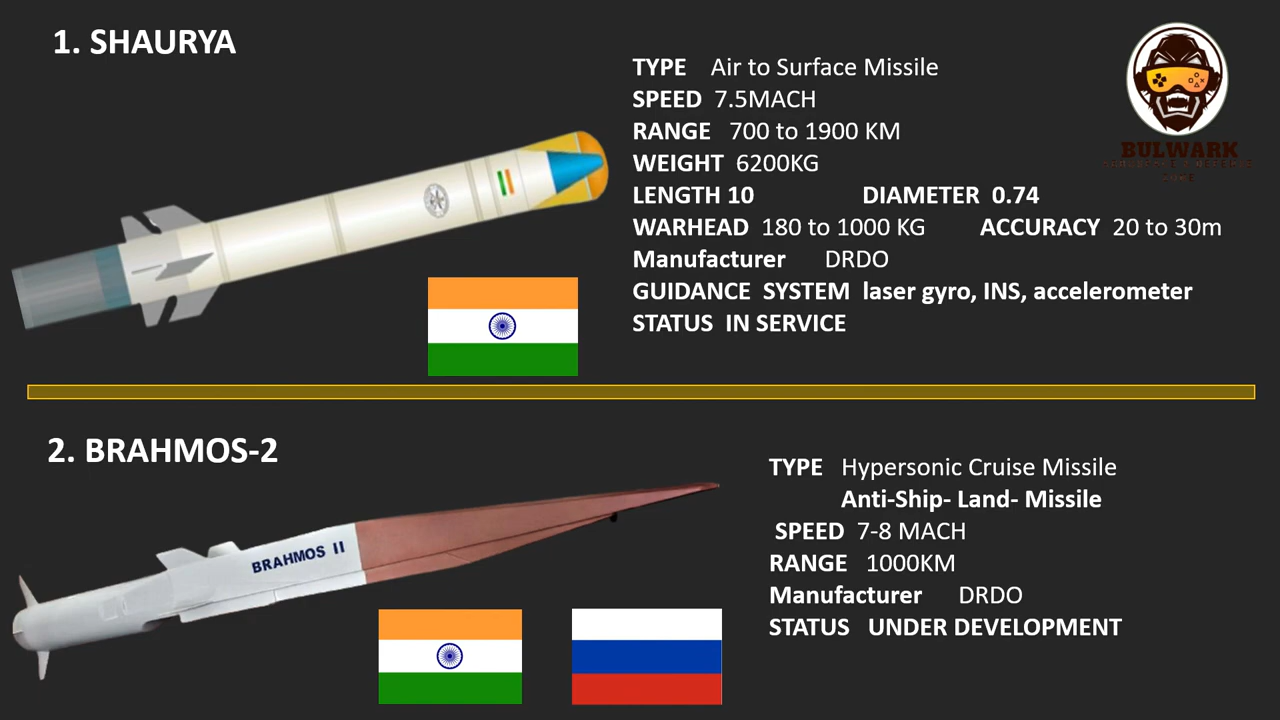 1. SHAURYA
TYPE Air to Surface Missile
SPEED 7.5MACH
RANGE 700 to 1900 KM
WEIGHT 6200KG
LENGTH 10 DIAMETER 0.74
WARHEAD 180 to 1000 KG ACCURACY 20 to 30m
Manufacturer DRDO
GUIDANCE SYSTEM laser gyro, INS, accelerometer
STATUS IN SERVICE
BULWARK
2. BRAHMOS-2
BRAHMOS II
TYPE Hypersonic Cruise Missile
Anti-Ship- Land- Missile
SPEED 7-8 MACH
RANGE 1000KM
Manufacturer DRDO
STATUS UNDER DEVELOPMENT